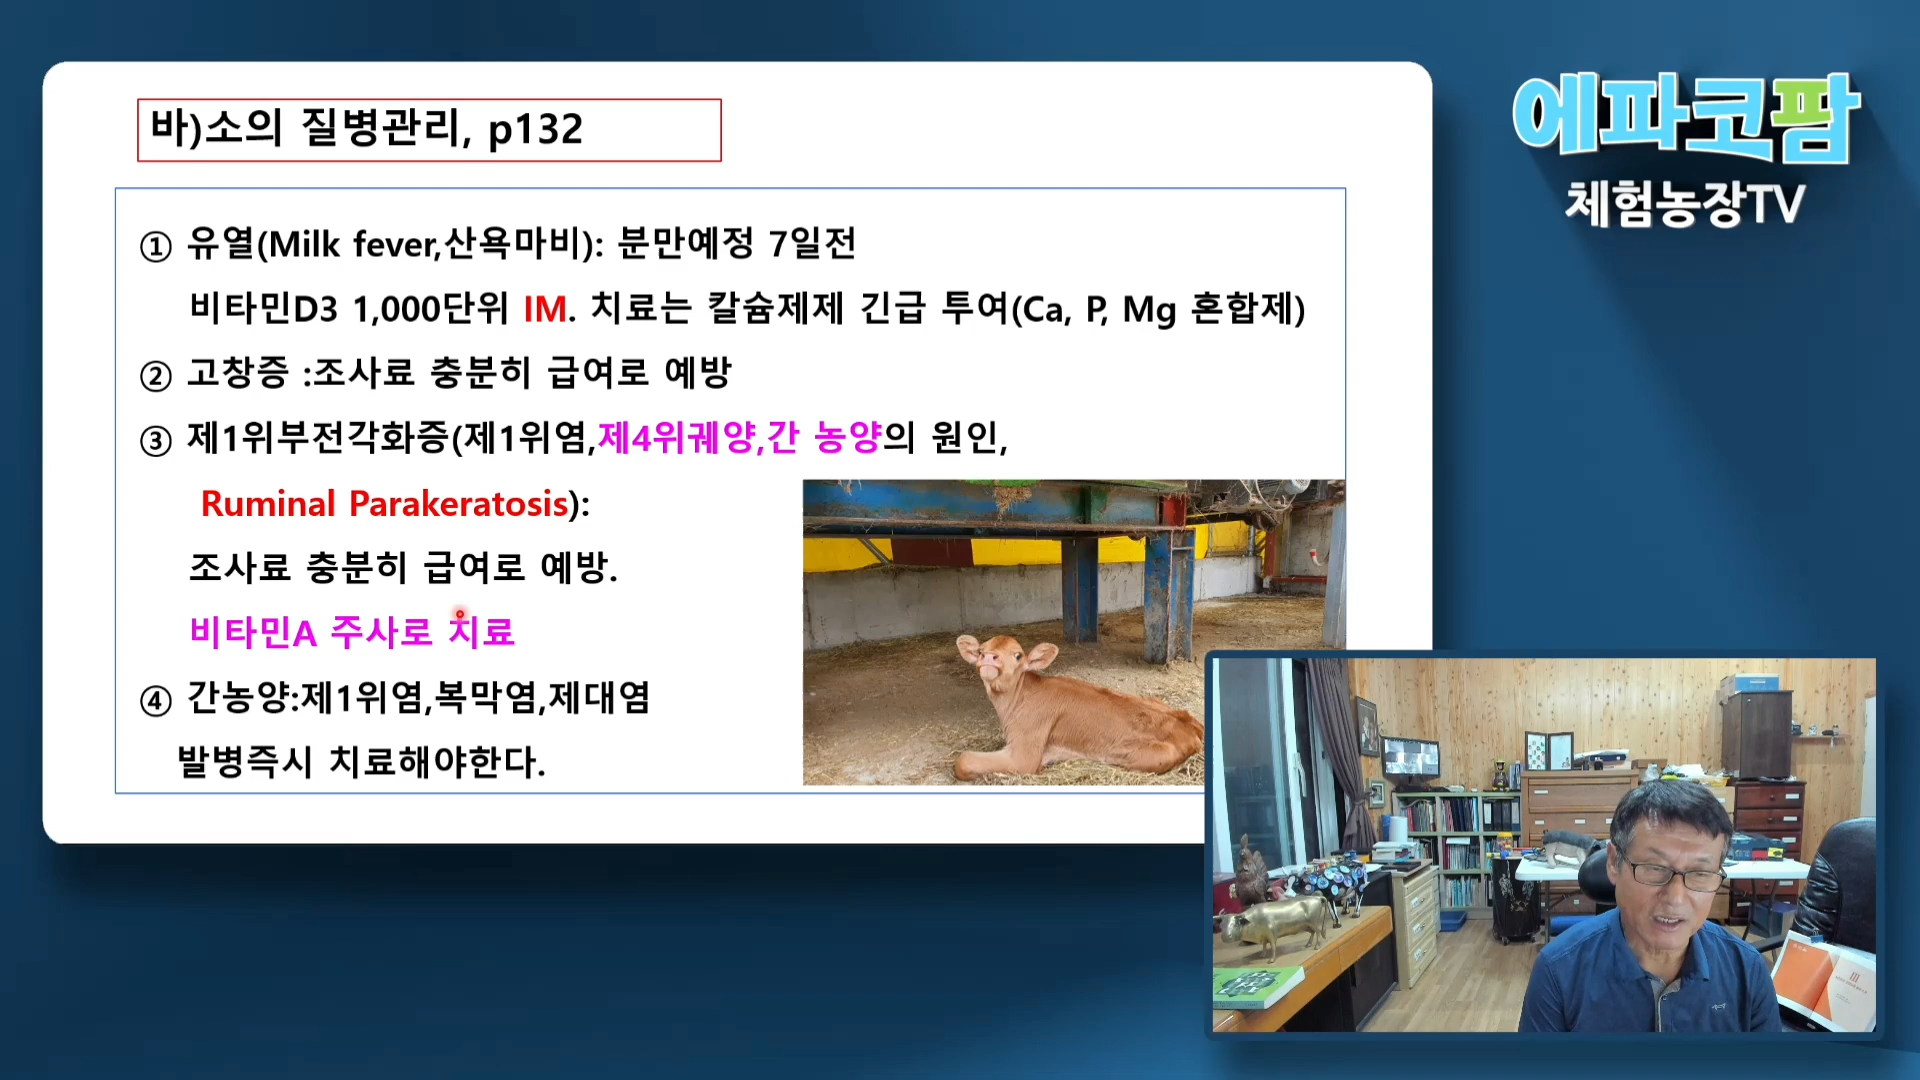 바)소의 질병관리, p132
에파코팜
체험농장TV
① 유열(Milk fever,산욕마비): 분만예정 7일전
비타민D3 1,000단위 IM. 치료는 칼슘제제 긴급 투여(Ca, P, Mg 혼합제)
② 고창증 :조사료 충분히 급여로 예방
③ 제1위부전각화증(제1위염,제4위궤양,간 농양의 원인,
Ruminal Parakeratosis):
조사료 충분히 급여로 예방.
비타민A 주사로 치료
④ 간농양:제1위염,복막염,제대염
발병즉시 치료해야한다.